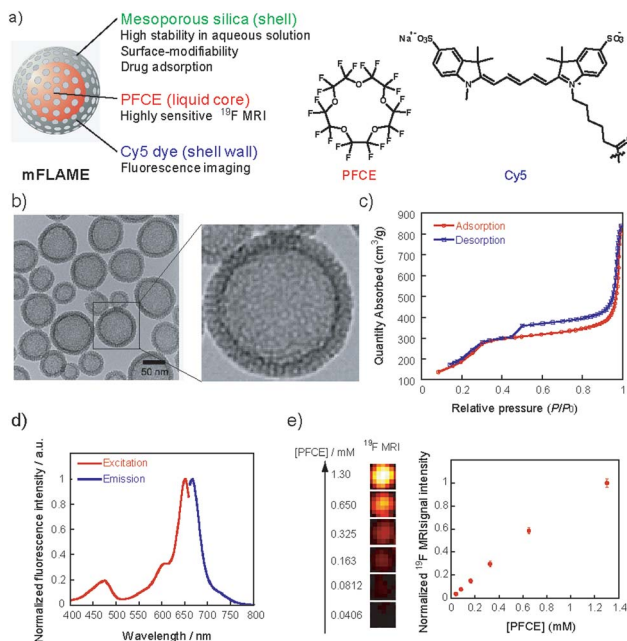 a)
Mesoporous silica (shell)
High stability in aqueous solution
Surface-modifiability
Drug adsorption
PFCE (liquid core)
Highly sensitive ¹⁹F MRI
Cy5 dye (shell wall)
Fluorescence imaging
mFLAME
F F F F
F F
F F
F F
F F
F F
F F F F
O O
O O
O
PFCE
Na⁺⁻O₃S
SO₃⁻
N
N⁺
O
Cy5
b)
50 nm
c)
Adsorption
Desorption
Quantity Absorbed (cm³/g)
900
800
700
600
500
400
300
200
100
0 0.2 0.4 0.6 0.8 1
Relative pressure (P/P₀)
d)
Excitation
Emission
Normalized fluorescence intensity / a.u.
1
0.8
0.6
0.4
0.2
0
400 450 500 550 600 650 700 750 800
Wavelength / nm
e)
[PFCE] / mM
¹⁹F MRI
1.30
0.650
0.325
0.163
0.0812
0.0406
Normalized ¹⁹F MRIsignal intensity
1.2
1
0.8
0.6
0.4
0.2
0
0 0.2 0.4 0.6 0.8 1 1.2 1.4
[PFCE] (mM)